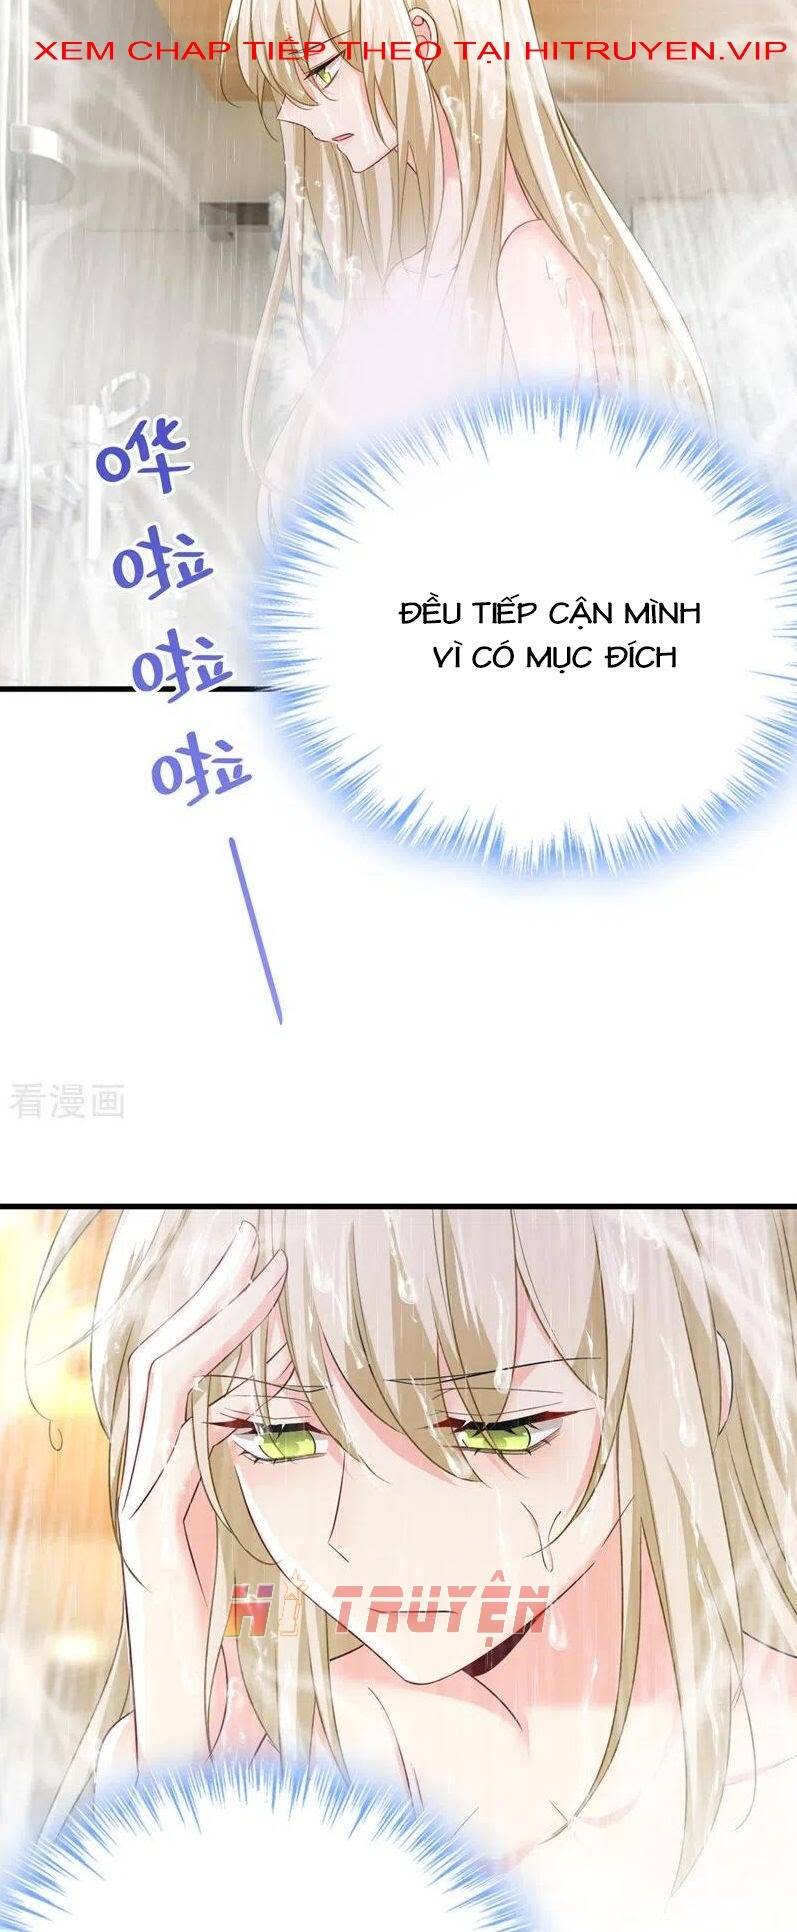 XEM CHAP TIẾP THEO TẠI HITRUYEN.VIP
哗
啦
啦
啦
ĐỀU TIẾP CẬN MÌNH
VÌ CÓ MỤC ĐÍCH
看漫画
HI TRUYỆN